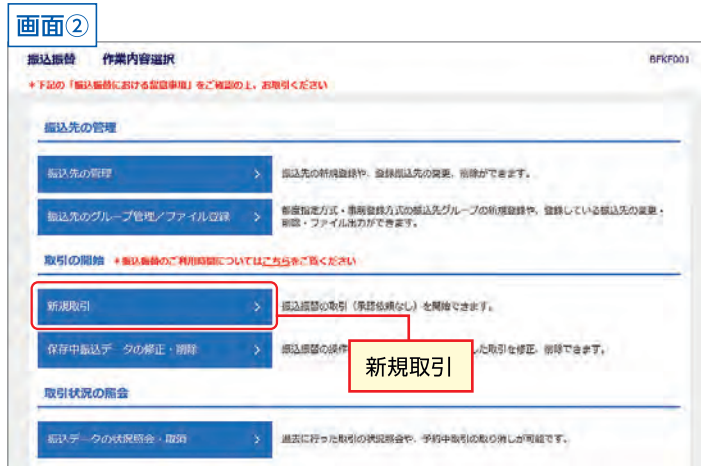 画面②
振込振替 作業内容選択
BFKF001
*下記の「振込振替における留意事項」をご確認の上、お取引ください
振込先の管理
振込先の管理 >
振込先の新規登録や、登録振込先の変更、削除ができます。
振込先のグループ管理/ファイル登録 >
都度指定方式・事前登録方式の振込先グループの新規登録や、登録している振込先の変更・
削除・ファイル出力ができます。
取引の開始 *振込振替のご利用時間についてはこちらをご覧ください
新規取引 >
振込振替の取引(承認依頼なし)を開始できます。
保存中振込データの修正・削除 >
振込振替の操作
した取引を修正、削除できます。
新規取引
取引状況の照会
振込データの状況照会・取消 >
過去に行った取引の状況照会や、予約中取引の取り消しが可能です。